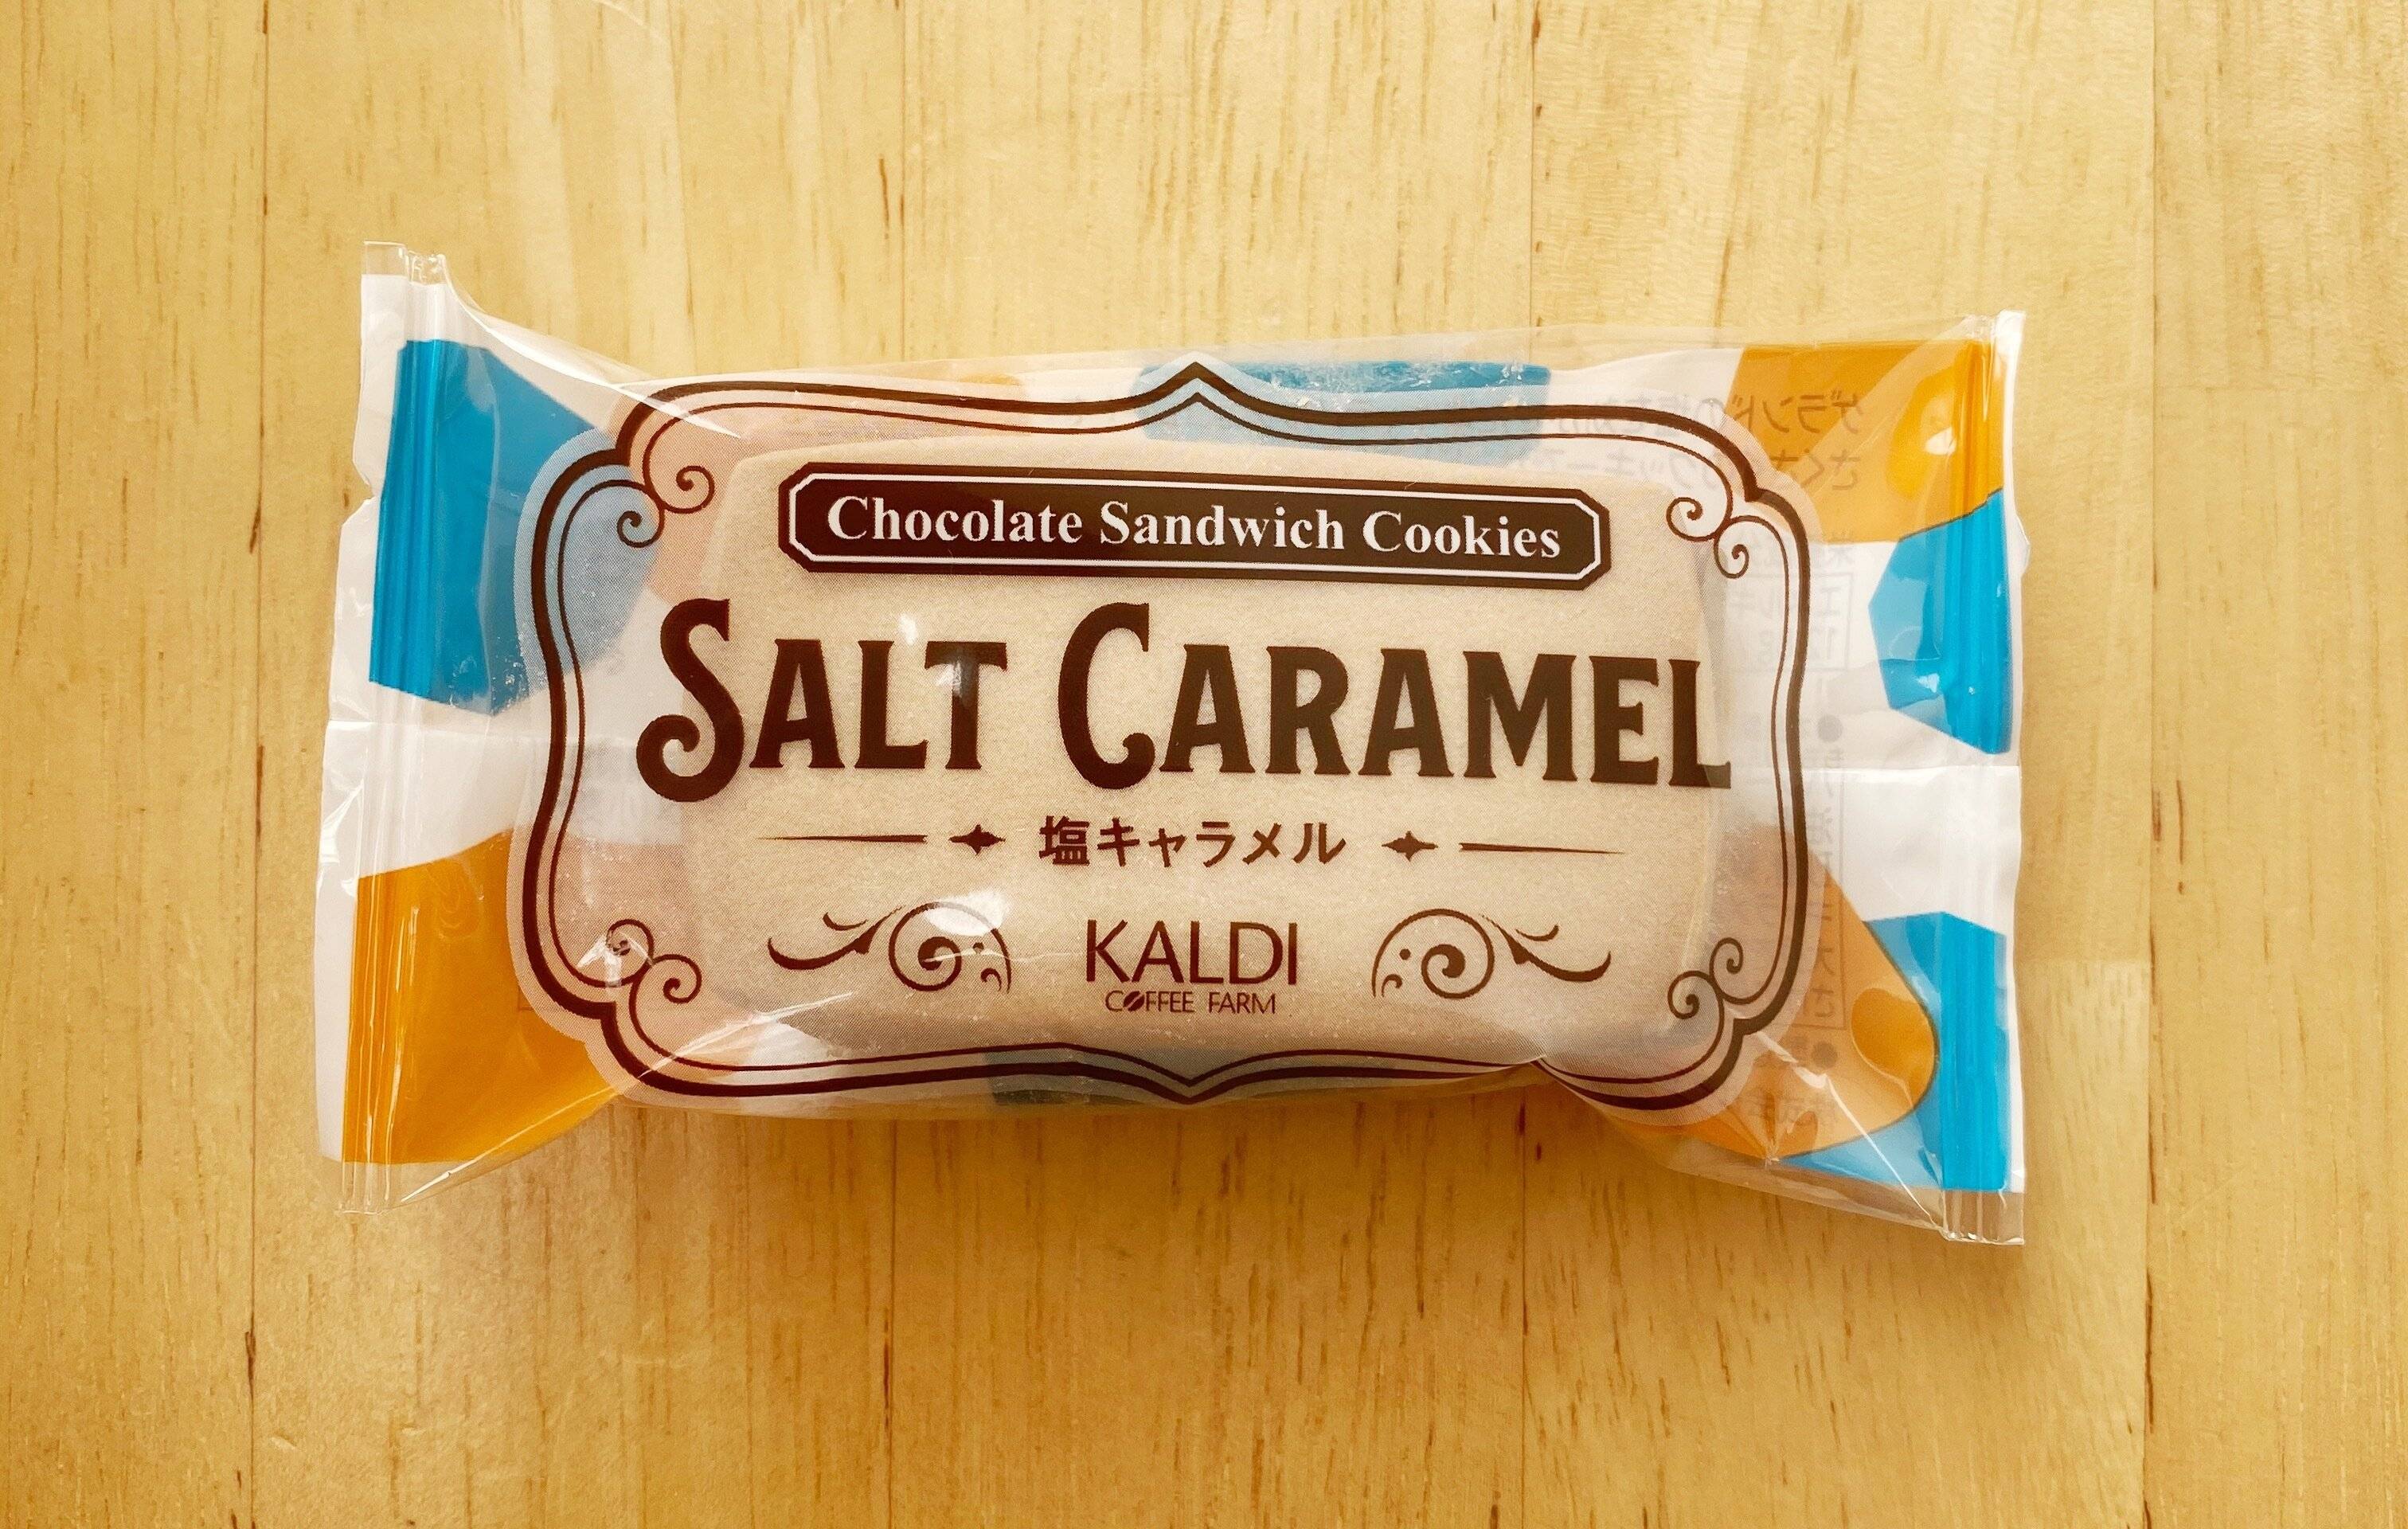 Chocolate Sandwich Cookies
SALT CARAMEL
塩キャラメル
KALDI
COFFEE FARM